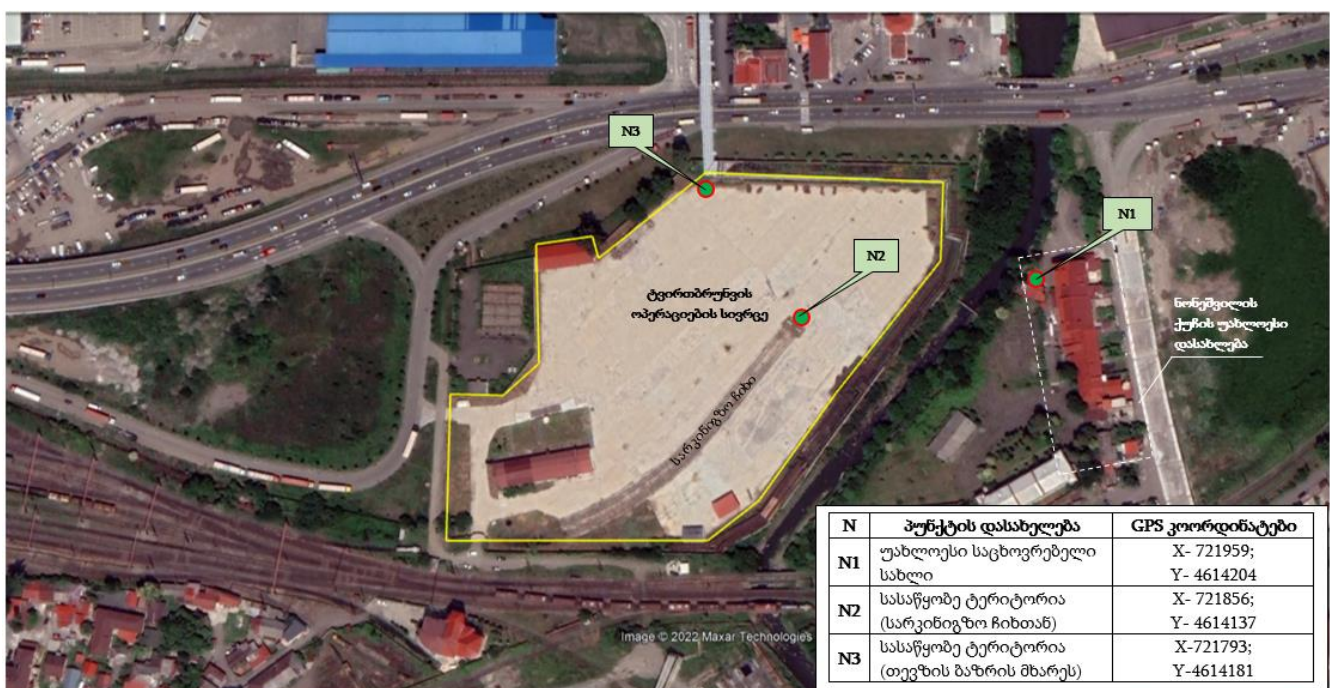 N3
N1
N2
ტვირთბრუნვის
ოპერაციების სივრცე
ნონეშვილის
ქუჩის უახლოესი
დასახლება
სარკინიგზო ჩიხი
Image © 2022 Maxar Technologies
N პუნქტის დასახელება GPS კოორდინატები
N1 უახლოესი საცხოვრებელი სახლი X- 721959; Y- 4614204
N2 სასაწყობე ტერიტორია (სარკინიგზო ჩიხთან) X- 721856; Y- 4614137
N3 სასაწყობე ტერიტორია (თევზის ბაზრის მხარეს) X-721793; Y-4614181